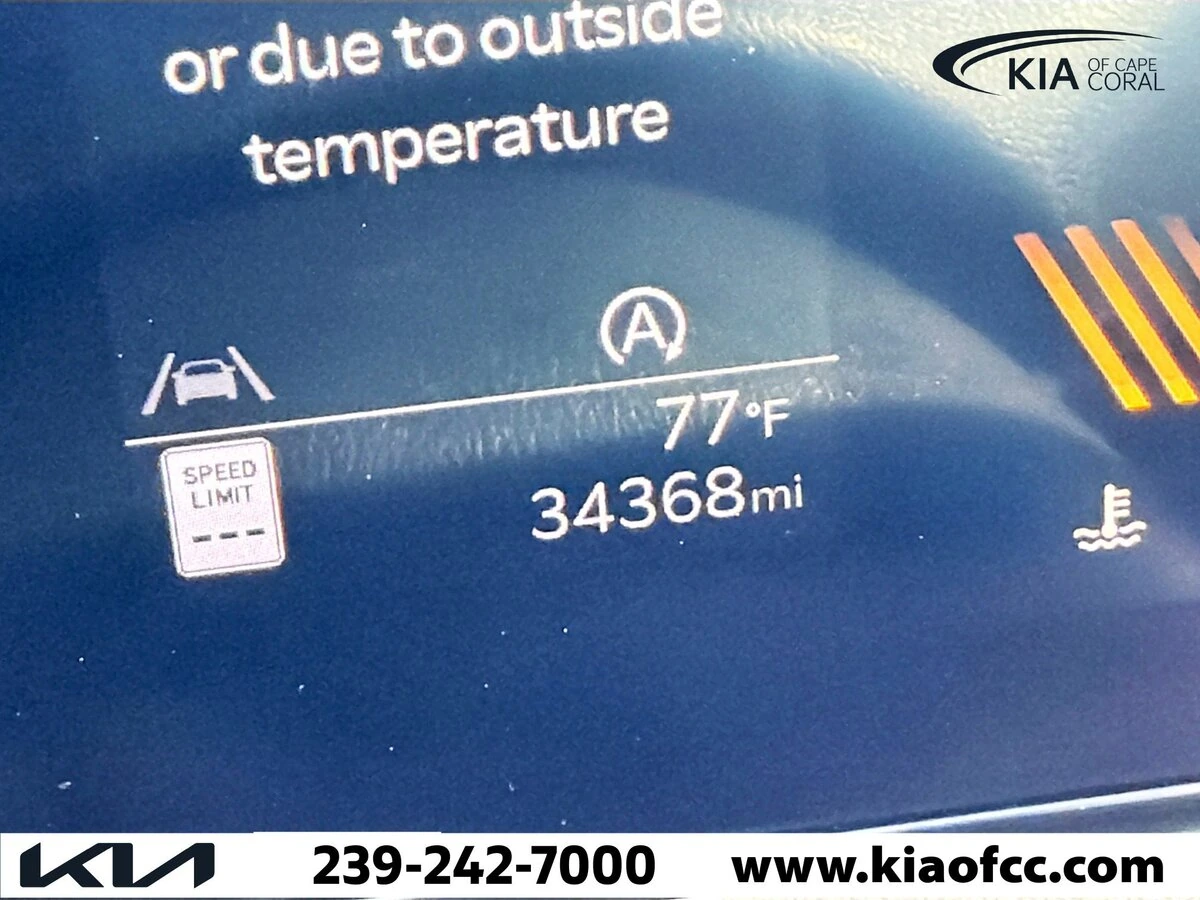 or due to outside
temperature
KIA OF CAPE CORAL
A
77°F
SPEED
LIMIT
---
34368mi
KIA
239-242-7000
www.kiaofcc.com